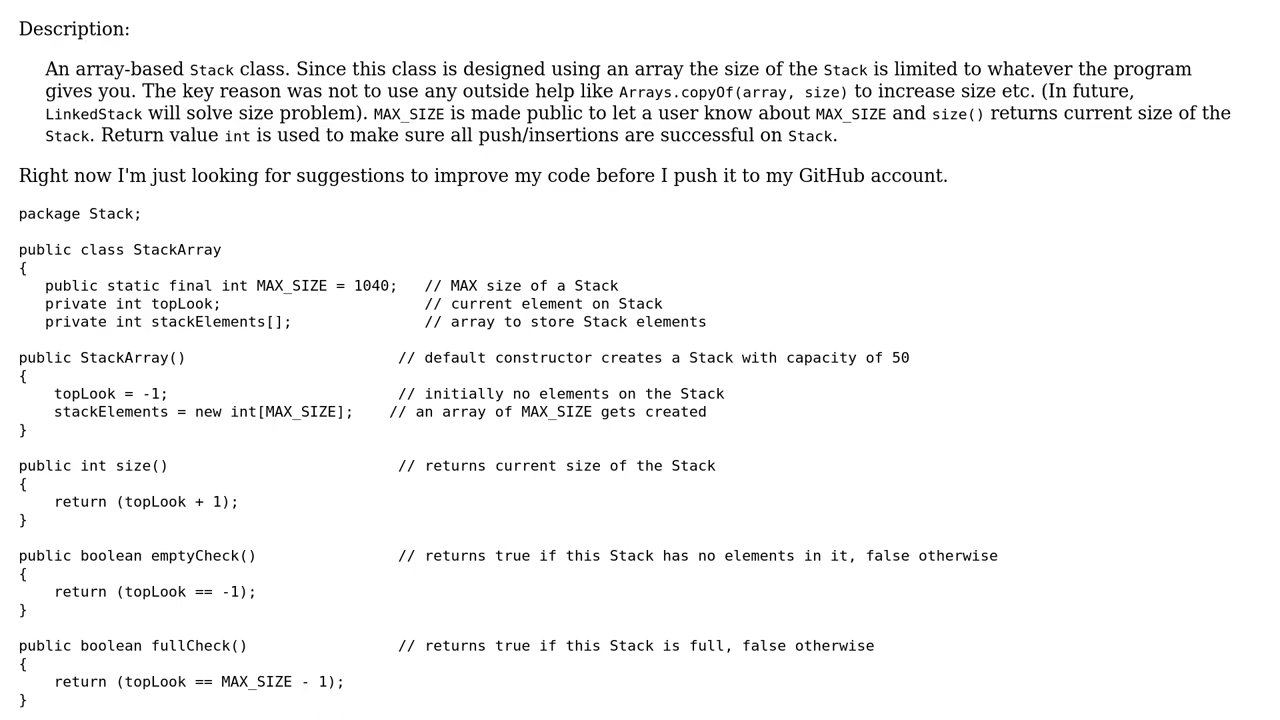 Description:
An array-based Stack class. Since this class is designed using an array the size of the Stack is limited to whatever the program
gives you. The key reason was not to use any outside help like Arrays.copyOf(array, size) to increase size etc. (In future,
LinkedStack will solve size problem). MAX_SIZE is made public to let a user know about MAX_SIZE and size() returns current size of the
Stack. Return value int is used to make sure all push/insertions are successful on Stack.
Right now I'm just looking for suggestions to improve my code before I push it to my GitHub account.
package Stack;
public class StackArray
{
   public static final int MAX_SIZE = 1040;   // MAX size of a Stack
   private int topLook;                       // current element on Stack
   private int stackElements[];               // array to store Stack elements
public StackArray()                        // default constructor creates a Stack with capacity of 50
{
    topLook = -1;                          // initially no elements on the Stack
    stackElements = new int[MAX_SIZE];    // an array of MAX_SIZE gets created
}
public int size()                          // returns current size of the Stack
{
    return (topLook + 1);
}
public boolean emptyCheck()                // returns true if this Stack has no elements in it, false otherwise
{
    return (topLook == -1);
}
public boolean fullCheck()                 // returns true if this Stack is full, false otherwise
{
    return (topLook == MAX_SIZE - 1);
}